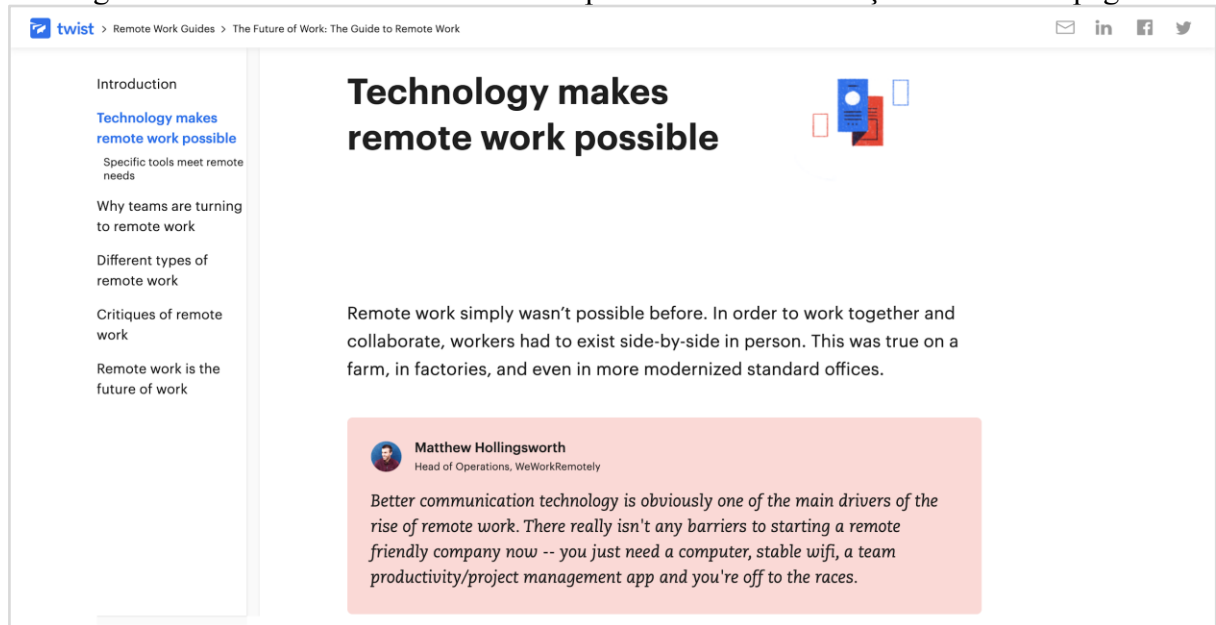 twist > Remote Work Guides > The Future of Work: The Guide to Remote Work
Introduction
Technology makes
remote work possible
Specific tools meet remote
needs
Why teams are turning
to remote work
Different types of
remote work
Critiques of remote
work
Remote work is the
future of work
Technology makes
remote work possible
Remote work simply wasn’t possible before. In order to work together and
collaborate, workers had to exist side-by-side in person. This was true on a
farm, in factories, and even in more modernized standard offices.
Matthew Hollingsworth
Head of Operations, WeWorkRemotely
Better communication technology is obviously one of the main drivers of the
rise of remote work. There really isn't any barriers to starting a remote
friendly company now -- you just need a computer, stable wifi, a team
productivity/project management app and you're off to the races.